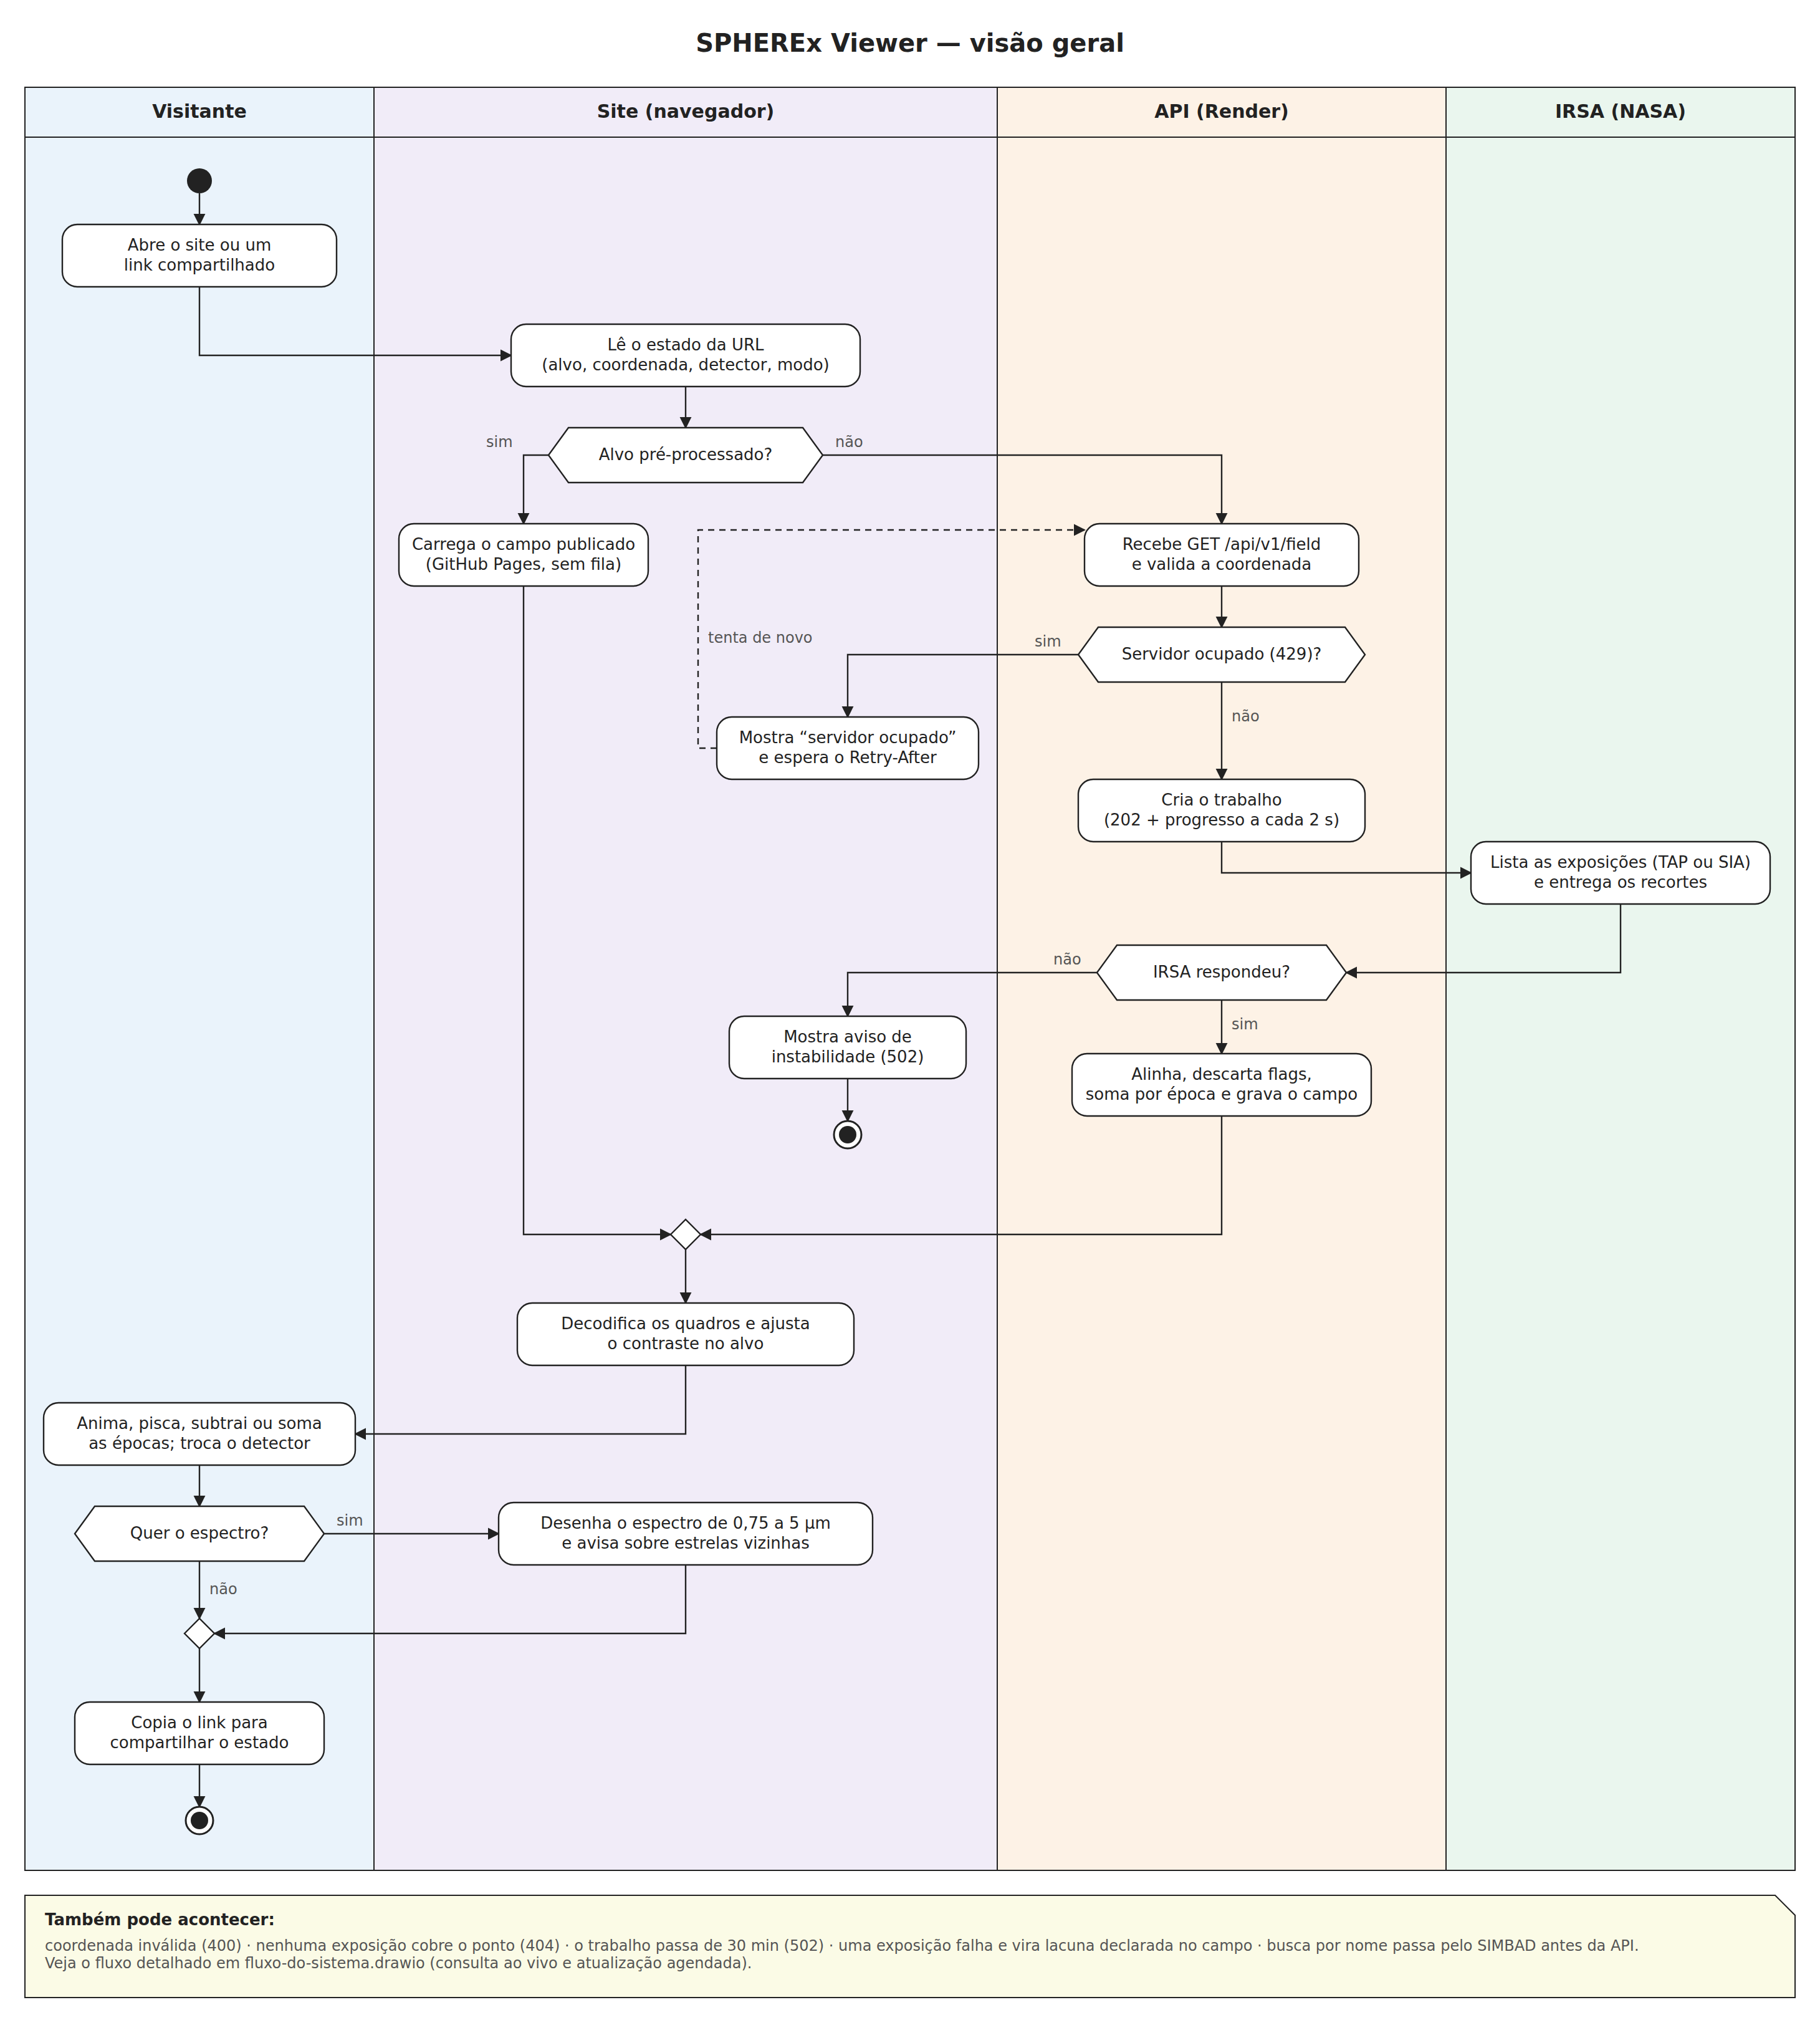 SPHEREx Viewer — visão geral
Visitante
Site (navegador)
API (Render)
IRSA (NASA)
Abre o site ou um
link compartilhado
Lê o estado da URL
(alvo, coordenada, detector, modo)
sim
Alvo pré-processado?
não
Carrega o campo publicado
(GitHub Pages, sem fila)
Recebe GET /api/v1/field
e valida a coordenada
tenta de novo
sim
Servidor ocupado (429)?
não
Mostra “servidor ocupado”
e espera o Retry-After
Cria o trabalho
(202 + progresso a cada 2 s)
Lista as exposições (TAP ou SIA)
e entrega os recortes
não
IRSA respondeu?
sim
Mostra aviso de
instabilidade (502)
Alinha, descarta flags,
soma por época e grava o campo
Decodifica os quadros e ajusta
o contraste no alvo
Anima, pisca, subtrai ou soma
as épocas; troca o detector
Quer o espectro?
sim
Desenha o espectro de 0,75 a 5 µm
e avisa sobre estrelas vizinhas
não
Copia o link para
compartilhar o estado
Também pode acontecer:
coordenada inválida (400) · nenhuma exposição cobre o ponto (404) · o trabalho passa de 30 min (502) · uma exposição falha e vira lacuna declarada no campo · busca por nome passa pelo SIMBAD antes da API.
Veja o fluxo detalhado em fluxo-do-sistema.drawio (consulta ao vivo e atualização agendada).